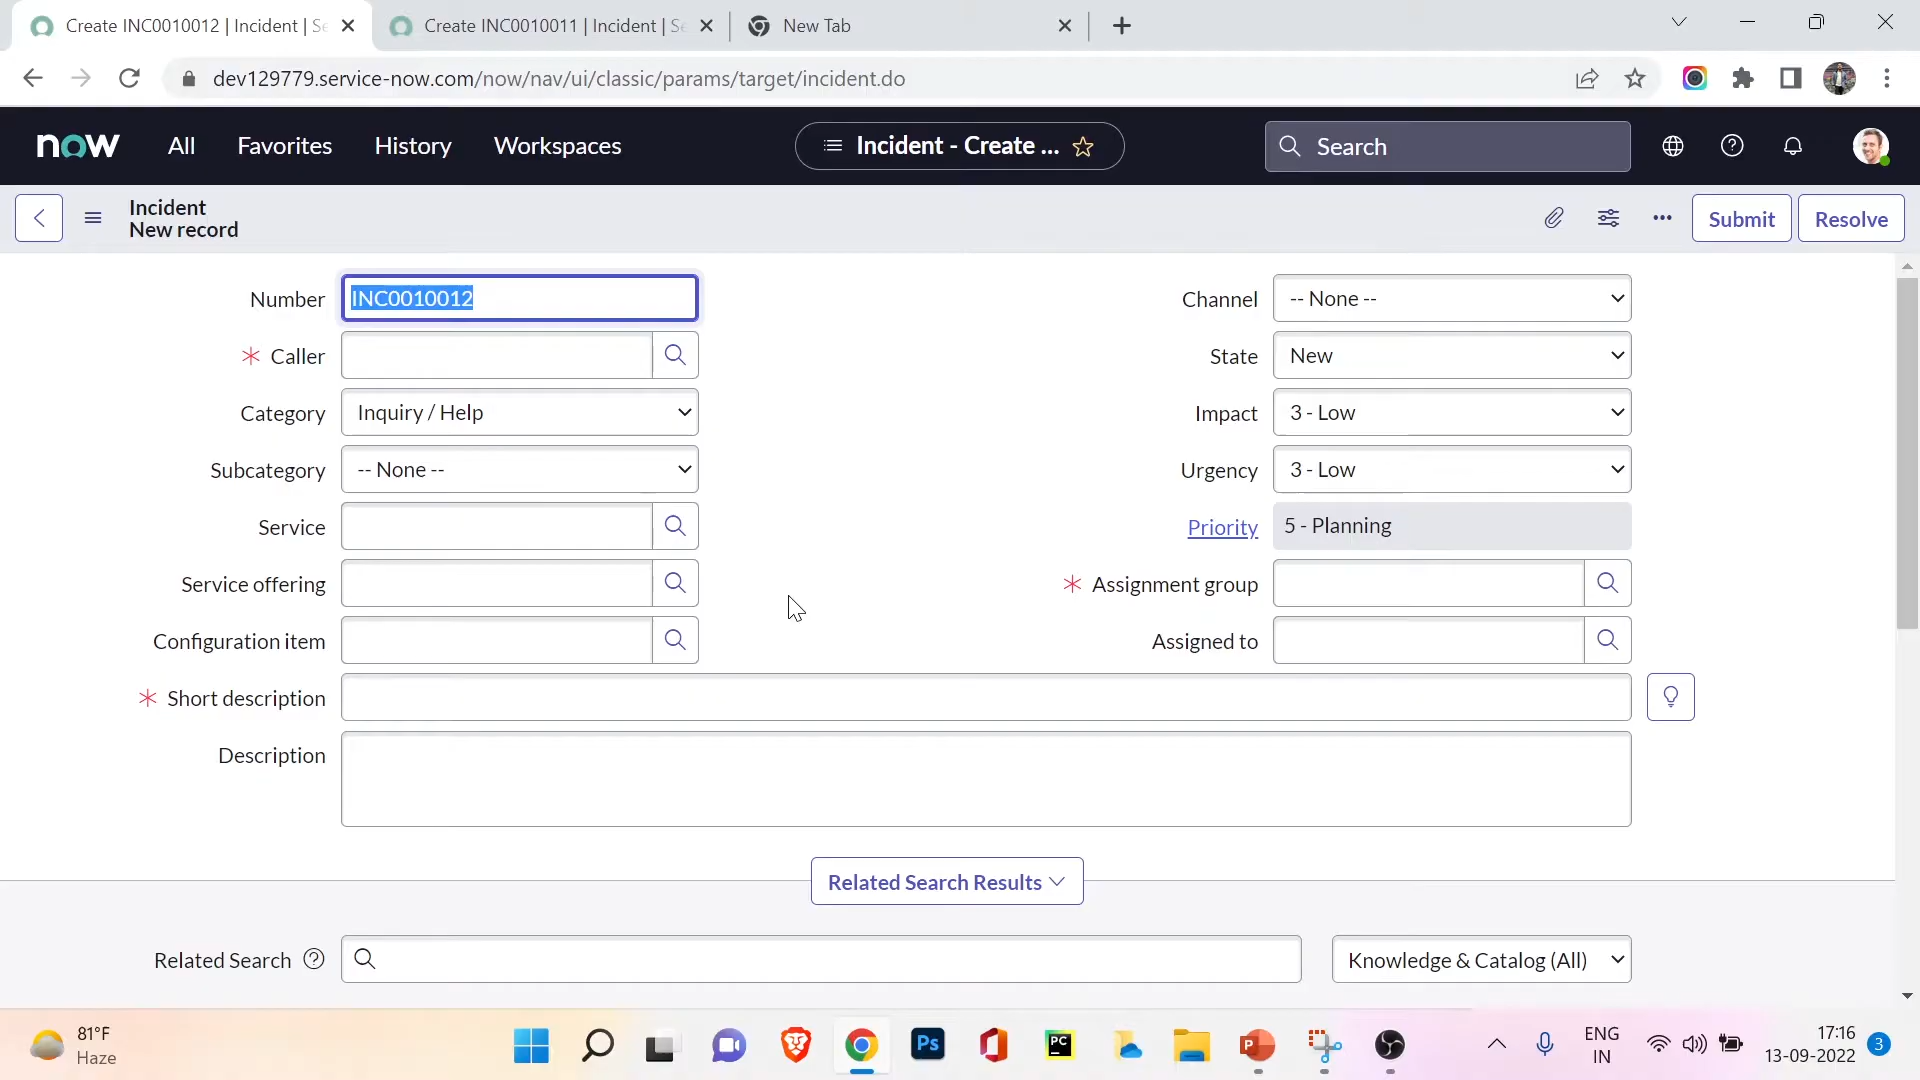 Create INC0010012 | Incident | Se
Create INC0010011 | Incident | Se
New Tab
dev129779.service-now.com/now/nav/ui/classic/params/target/incident.do
now
All
Favorites
History
Workspaces
Incident - Create ...
Search
Incident
New record
Submit
Resolve
Number
INC0010012
Channel
-- None --
Caller
State
New
Category
Inquiry / Help
Impact
3 - Low
Subcategory
-- None --
Urgency
3 - Low
Service
Priority
5 - Planning
Service offering
Assignment group
Configuration item
Assigned to
Short description
Description
Related Search Results
Related Search
Knowledge & Catalog (All)
81°F
Haze
Ps
PC
P
ENG
IN
17:16
13-09-2022
3